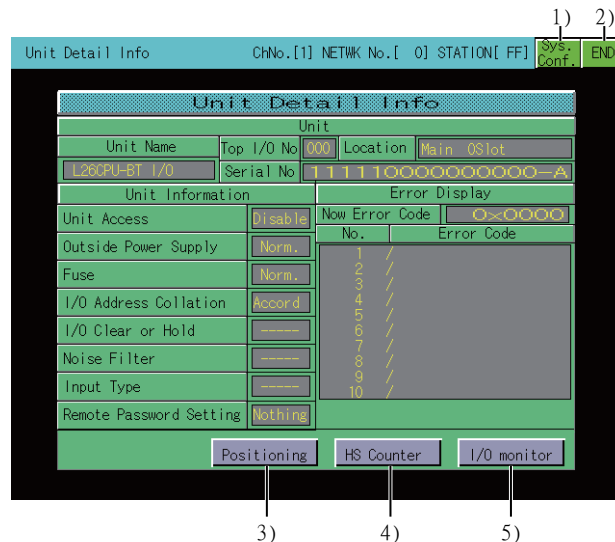 1) 2)
Unit Detail Info ChNo.[1] NETWK No.[ 0] STATION[ FF] Sys. Conf. END
Unit Detail Info
Unit
Unit Name Top I/O No 000 Location Main 0Slot
L26CPU-BT I/O Serial No 111110000000000-A
Unit Information Error Display
Unit Access Disable Now Error Code 0x0000
Outside Power Supply Norm. No. Error Code
Fuse Norm.
I/O Address Collation Accord
I/O Clear or Hold -----
Noise Filter -----
Input Type -----
Remote Password Setting Nothing
1 /
2 /
3 /
4 /
5 /
6 /
7 /
8 /
9 /
10 /
Positioning HS Counter I/O monitor
3) 4) 5)